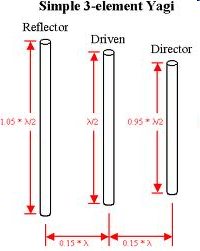 Simple 3-element Yagi
Reflector
Driven
Director
1.05 * λ/2
λ/2
0.95 * λ/2
0.15 * λ
0.15 * λ